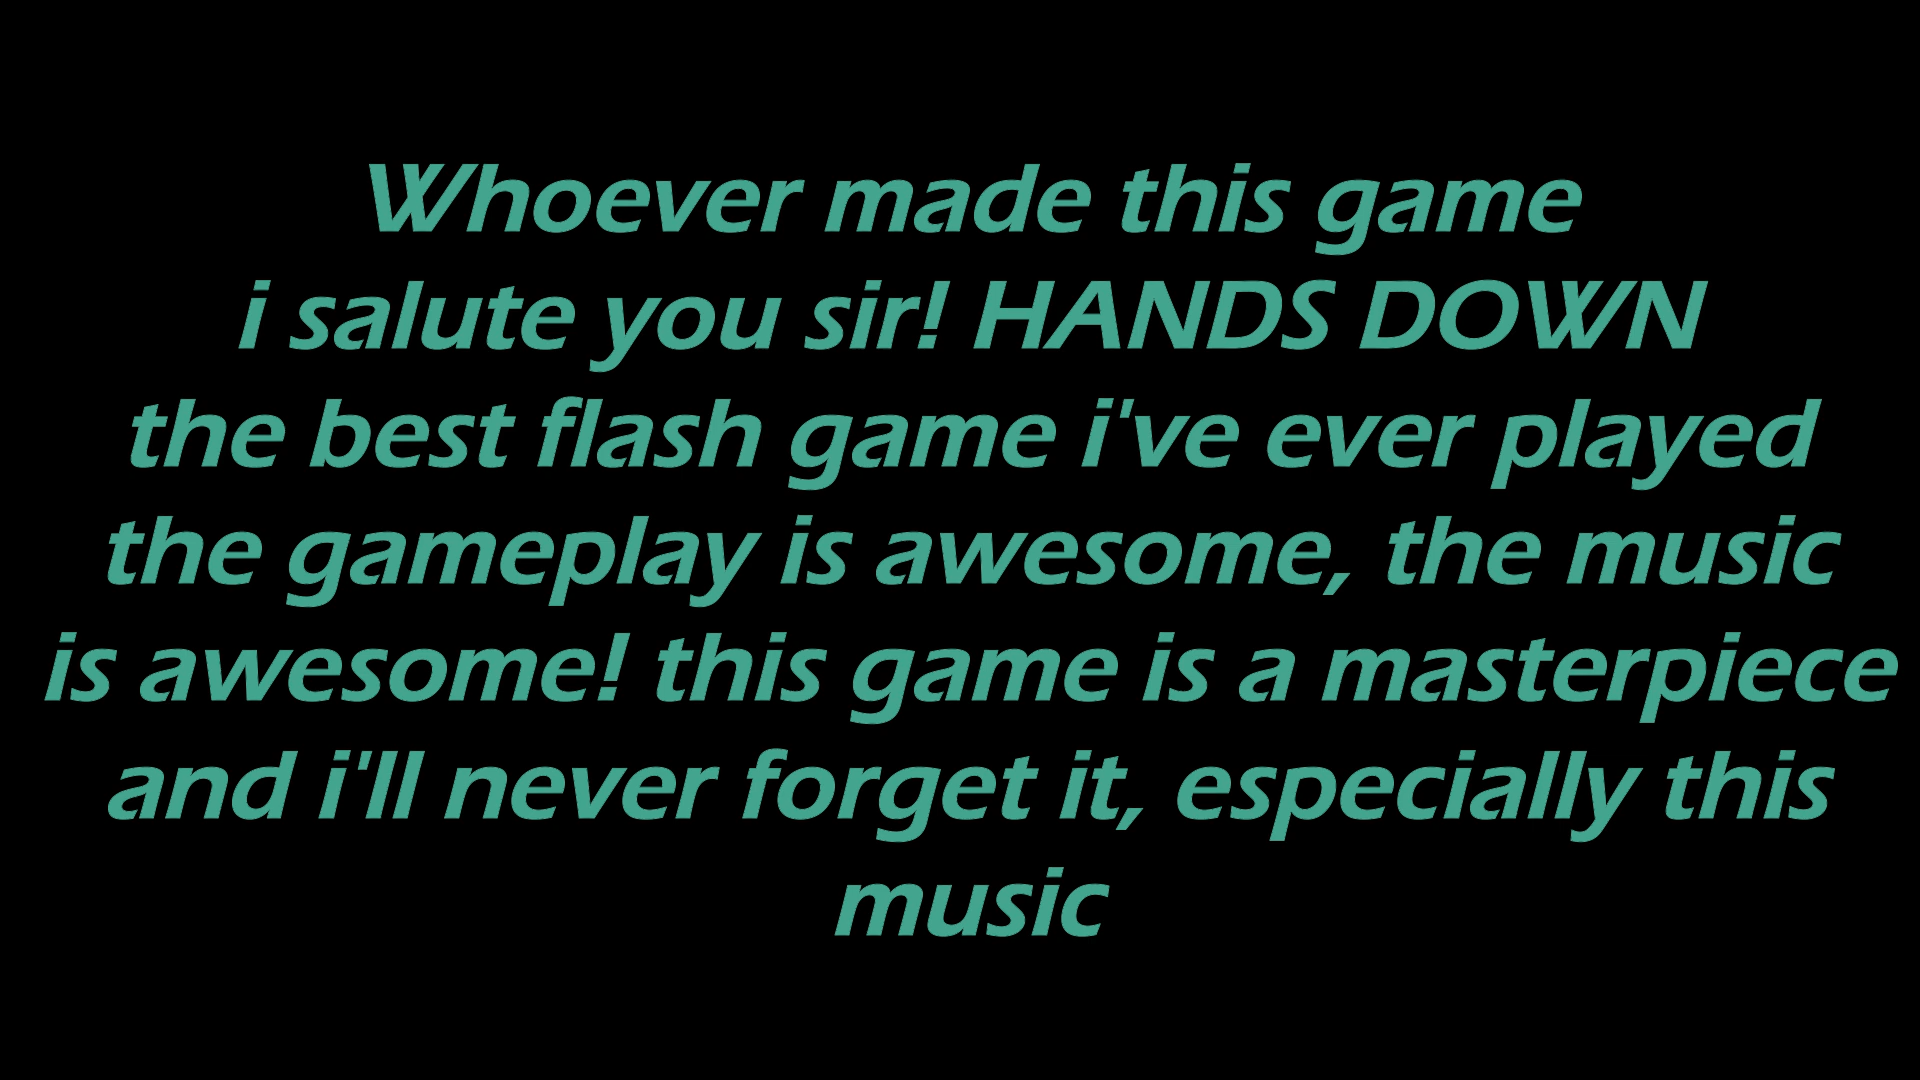 Whoever made this game
i salute you sir! HANDS DOWN
the best flash game i've ever played
the gameplay is awesome, the music
is awesome! this game is a masterpiece
and i'll never forget it, especially this
music